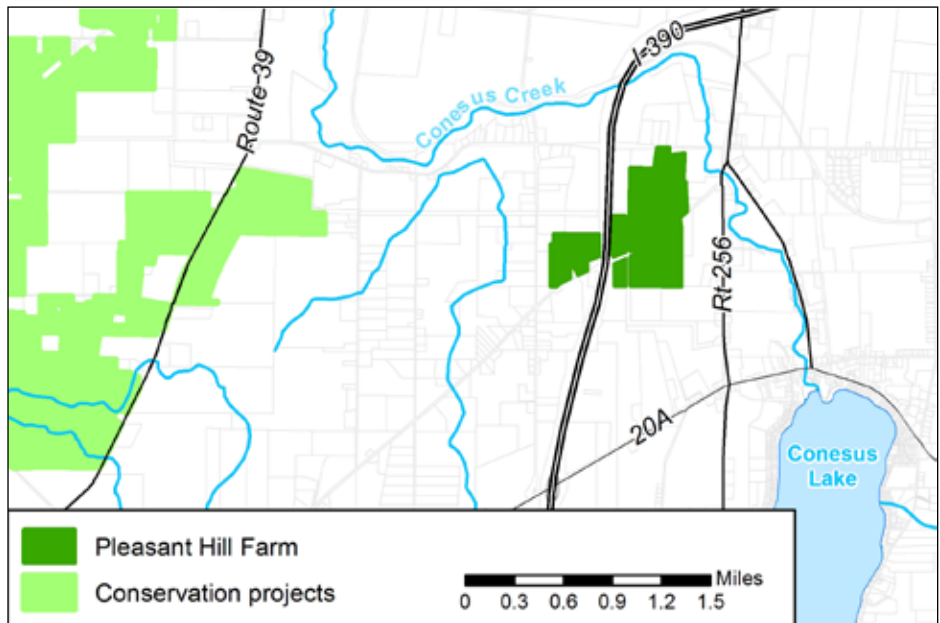 I-390
Route-39
Conesus Creek
Rt-256
20A
Conesus
Lake
Pleasant Hill Farm
Conservation projects
Miles
0 0.3 0.6 0.9 1.2 1.5